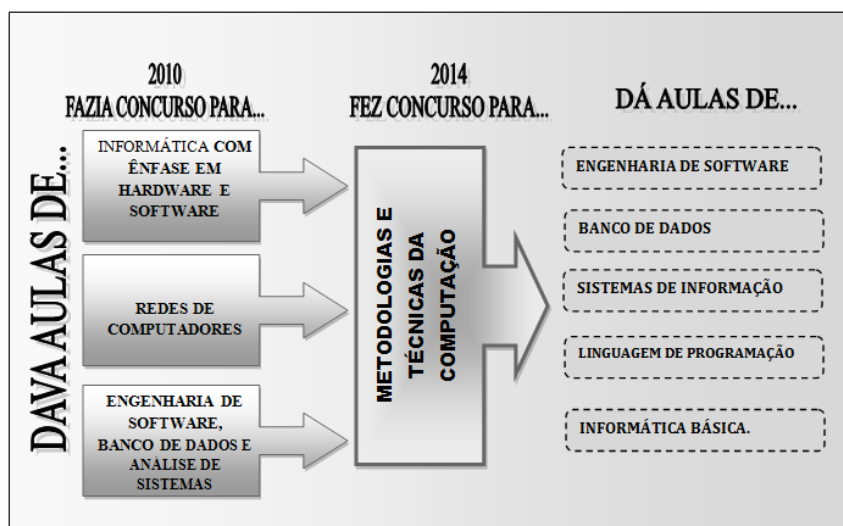 2010
FAZIA CONCURSO PARA...
2014
FEZ CONCURSO PARA...
DÁ AULAS DE...
DAVA AULAS DE...
INFORMÁTICA COM
ÊNFASE EM
HARDWARE E
SOFTWARE
REDES DE
COMPUTADORES
ENGENHARIA DE
SOFTWARE,
BANCO DE DADOS E
ANÁLISE DE
SISTEMAS
METODOLOGIAS E
TÉCNICAS DA
COMPUTAÇÃO
ENGENHARIA DE SOFTWARE
BANCO DE DADOS
SISTEMAS DE INFORMAÇÃO
LINGUAGEM DE PROGRAMAÇÃO
INFORMÁTICA BÁSICA.